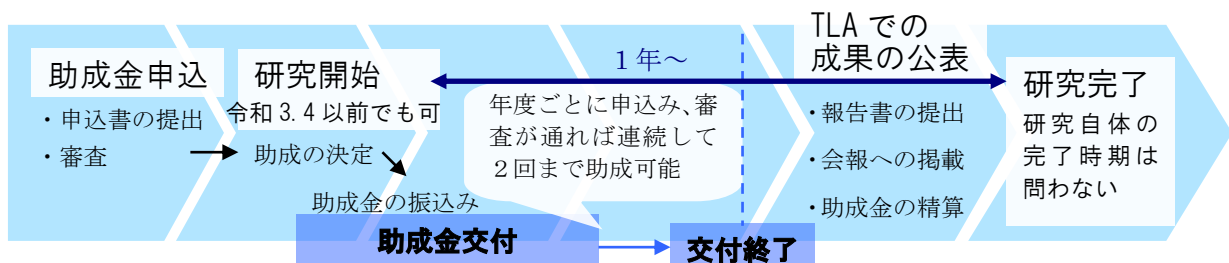 助成金申込
・申込書の提出
・審査
研究開始
令和3.4以前でも可
助成の決定
助成金の振込み
助成金交付
1年~
年度ごとに申込み、審
査が通れば連続して
2回まで助成可能
交付終了
TLAでの
成果の公表
・報告書の提出
・会報への掲載
・助成金の精算
研究完了
研究自体の
完了時期は
問わない